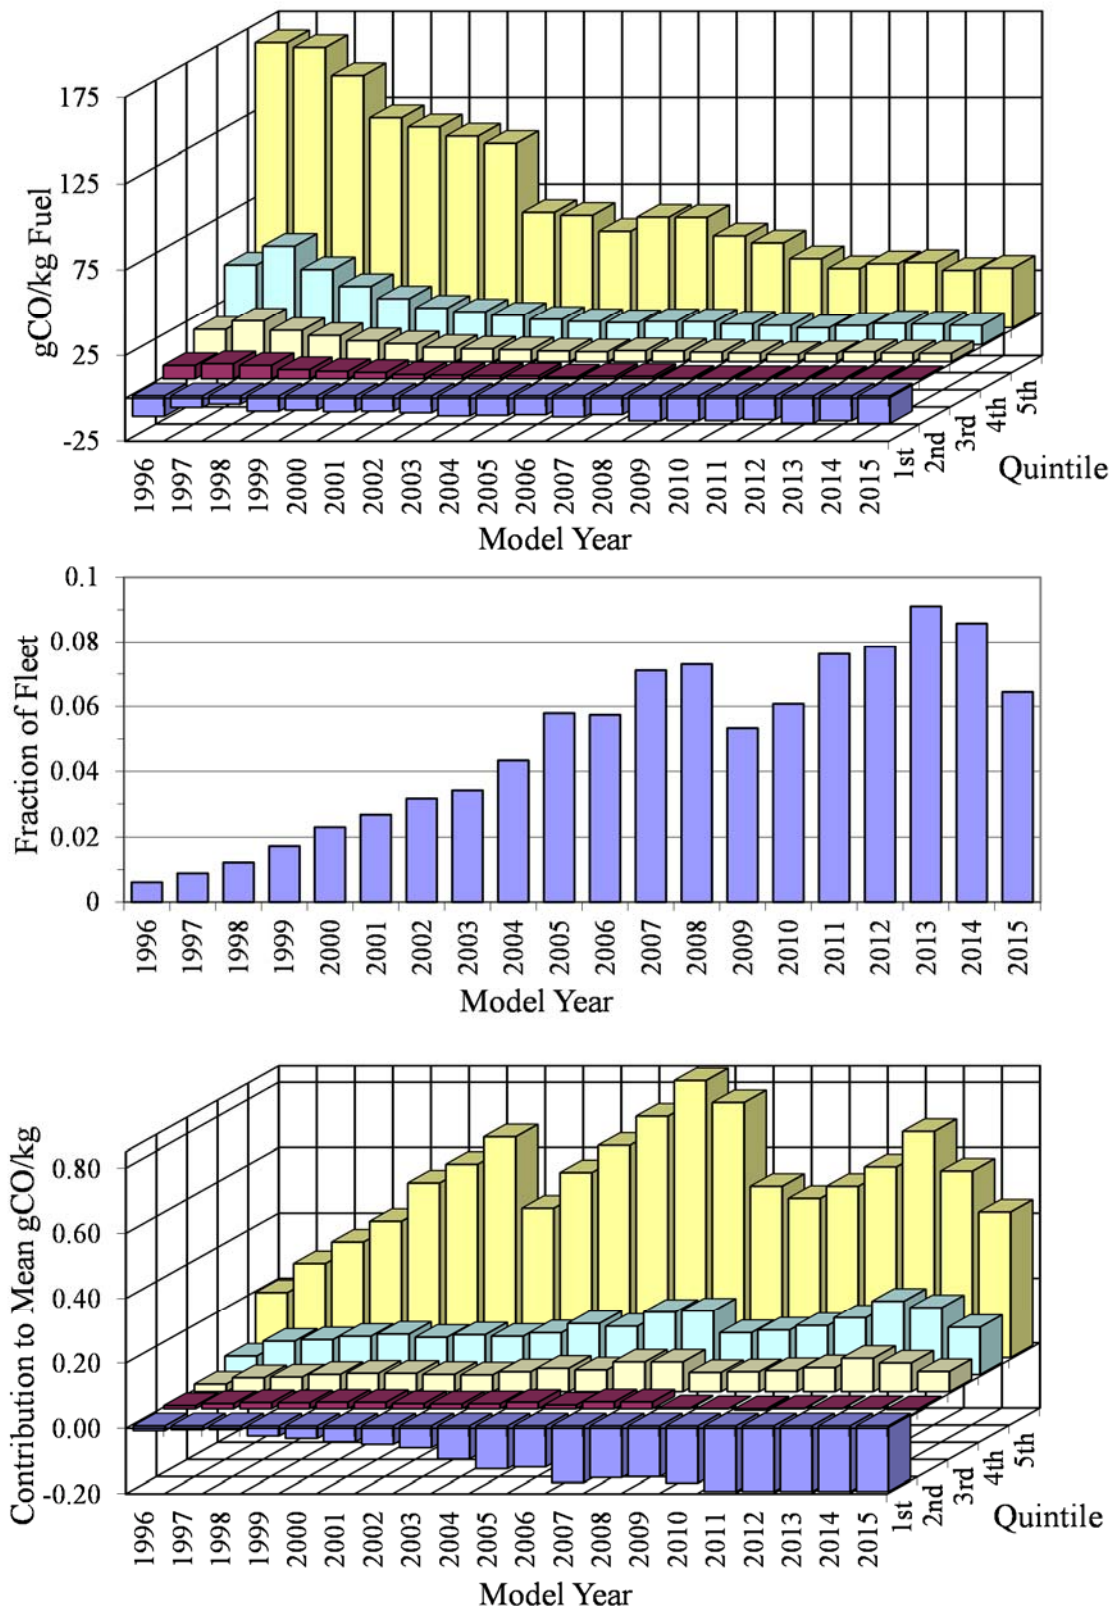 gCO/kg Fuel
175
125
75
25
-25
1996 1997 1998 1999 2000 2001 2002 2003 2004 2005 2006 2007 2008 2009 2010 2011 2012 2013 2014 2015
1st 2nd 3rd 4th 5th
Quintile
Model Year
Fraction of Fleet
0.1
0.08
0.06
0.04
0.02
0
1996 1997 1998 1999 2000 2001 2002 2003 2004 2005 2006 2007 2008 2009 2010 2011 2012 2013 2014 2015
Model Year
Contribution to Mean gCO/kg
0.80
0.60
0.40
0.20
0.00
-0.20
1996 1997 1998 1999 2000 2001 2002 2003 2004 2005 2006 2007 2008 2009 2010 2011 2012 2013 2014 2015
1st 2nd 3rd 4th 5th
Quintile
Model Year